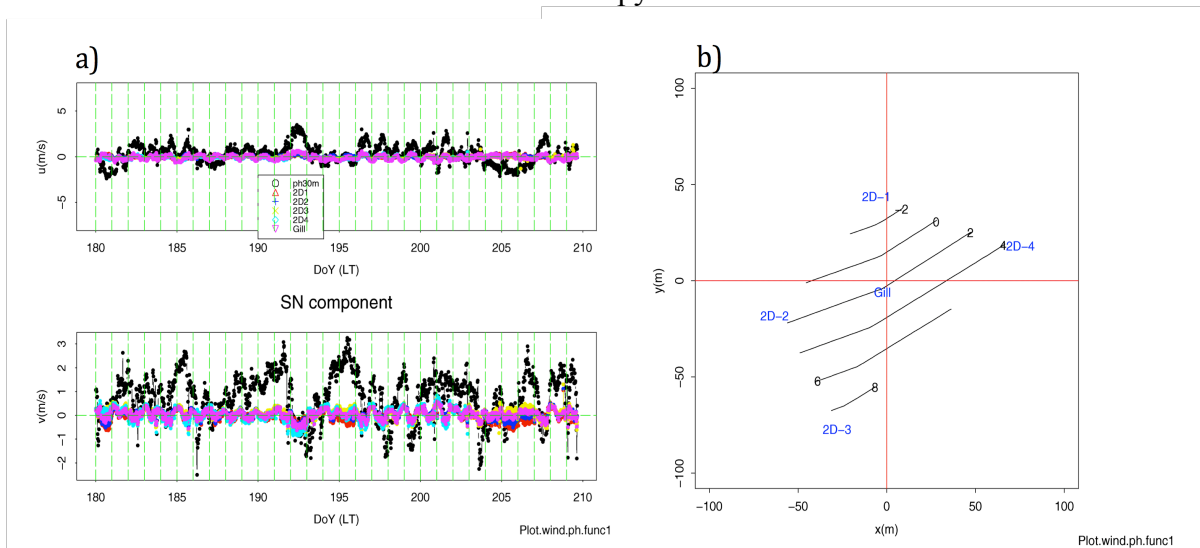 py
a)
5
0
−5
u(m/s)
ph30m
2D1
2D2
2D3
2D4
Gill
180 185 190 195 200 205 210
DoY (LT)
SN component
3
2
1
0
−1
−2
v(m/s)
180 185 190 195 200 205 210
DoY (LT)
Plot.wind.ph.func1
b)
100
50
0
−50
−100
y(m)
2D-1
−2
0
2
4
2D-4
Gill
2D-2
6
8
2D-3
−100 −50 0 50 100
x(m)
Plot.wind.ph.func1